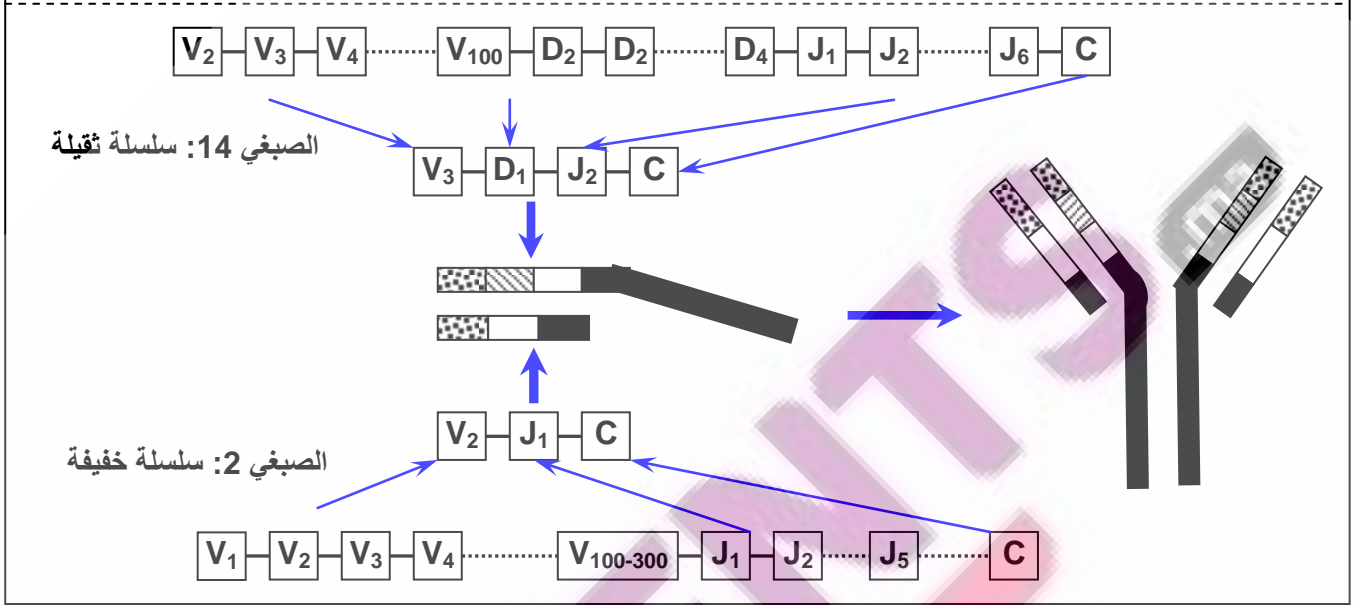 V₂ V₃ V₄ V₁₀₀ D₂ D₂ D₄ J₁ J₂ J₆ C
الصبغي 14: سلسلة ثقيلة
V₃ D₁ J₂ C
V₂ J₁ C
الصبغي 2: سلسلة خفيفة
V₁ V₂ V₃ V₄ V₁₀₀₋₃₀₀ J₁ J₂ J₅ C